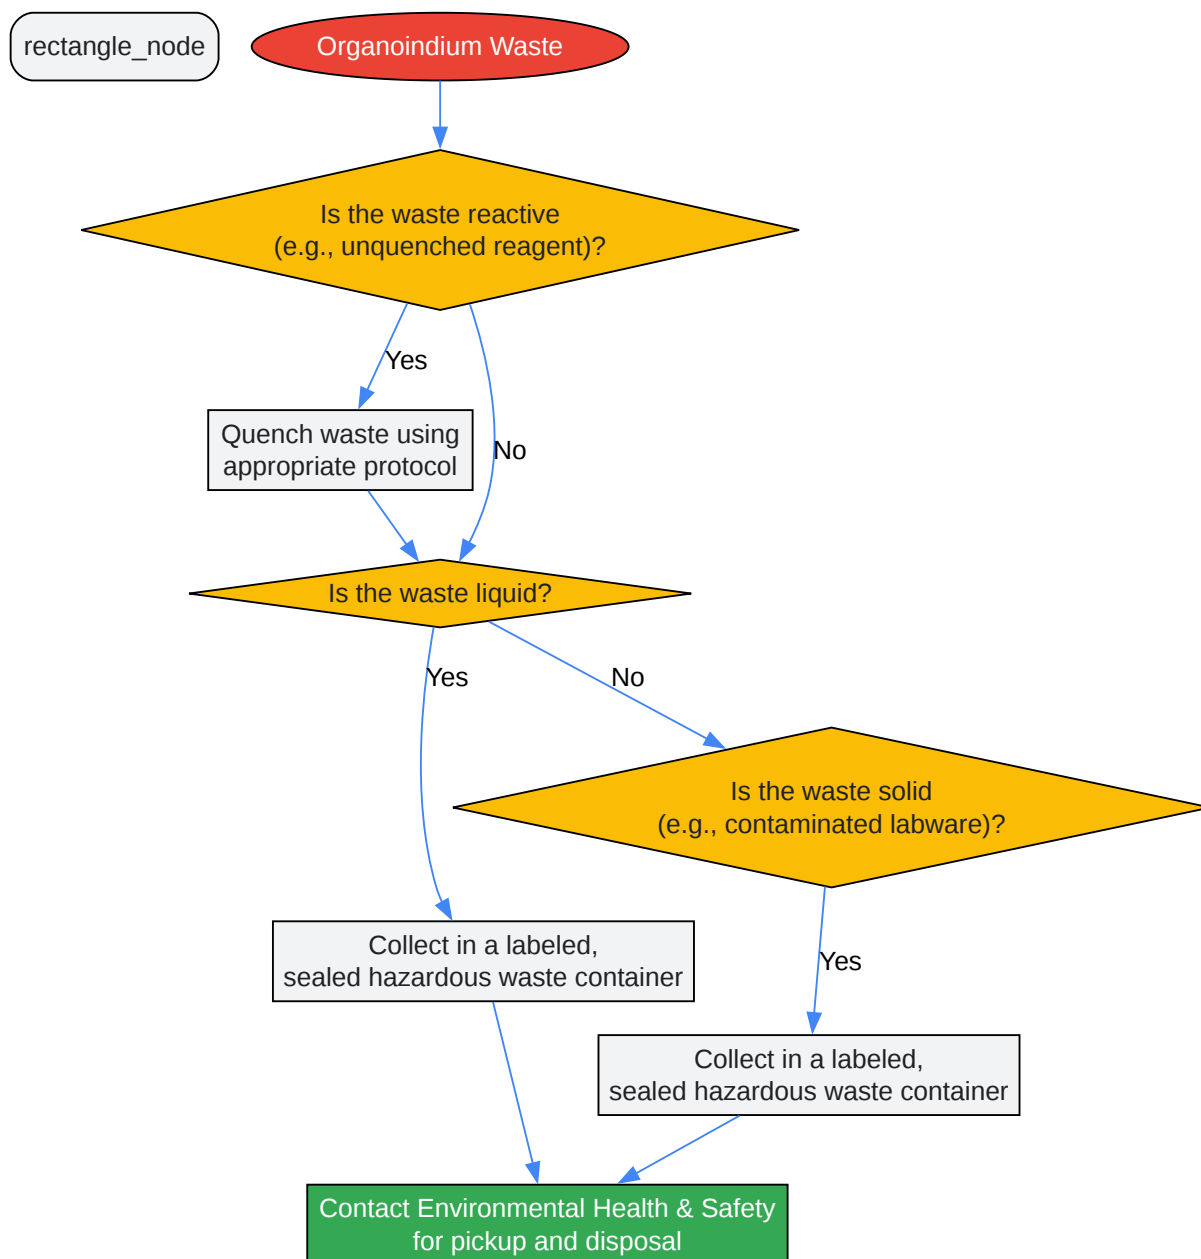 rectangle_node
Organoindium Waste
Is the waste reactive
(e.g., unquenched reagent)?
Yes
Quench waste using
appropriate protocol
No
Is the waste liquid?
Yes
No
Is the waste solid
(e.g., contaminated labware)?
Collect in a labeled,
sealed hazardous waste container
Yes
Collect in a labeled,
sealed hazardous waste container
Contact Environmental Health & Safety
for pickup and disposal